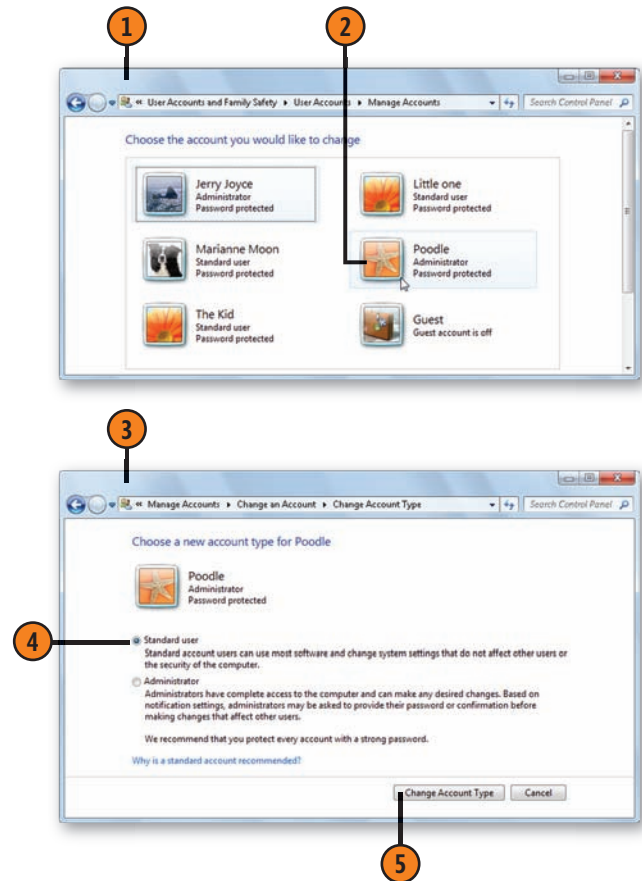 1
2
« User Accounts and Family Safety ▸ User Accounts ▸ Manage Accounts
Search Control Panel
Choose the account you would like to change
Jerry Joyce
Administrator
Password protected
Little one
Standard user
Password protected
Marianne Moon
Standard user
Password protected
Poodle
Administrator
Password protected
The Kid
Standard user
Password protected
Guest
Guest account is off
3
« Manage Accounts ▸ Change an Account ▸ Change Account Type
Search Control Panel
Choose a new account type for Poodle
Poodle
Administrator
Password protected
4
Standard user
Standard account users can use most software and change system settings that do not affect other users or
the security of the computer.
Administrator
Administrators have complete access to the computer and can make any desired changes. Based on
notification settings, administrators may be asked to provide their password or confirmation before
making changes that affect other users.
We recommend that you protect every account with a strong password.
Why is a standard account recommended?
Change Account Type
Cancel
5